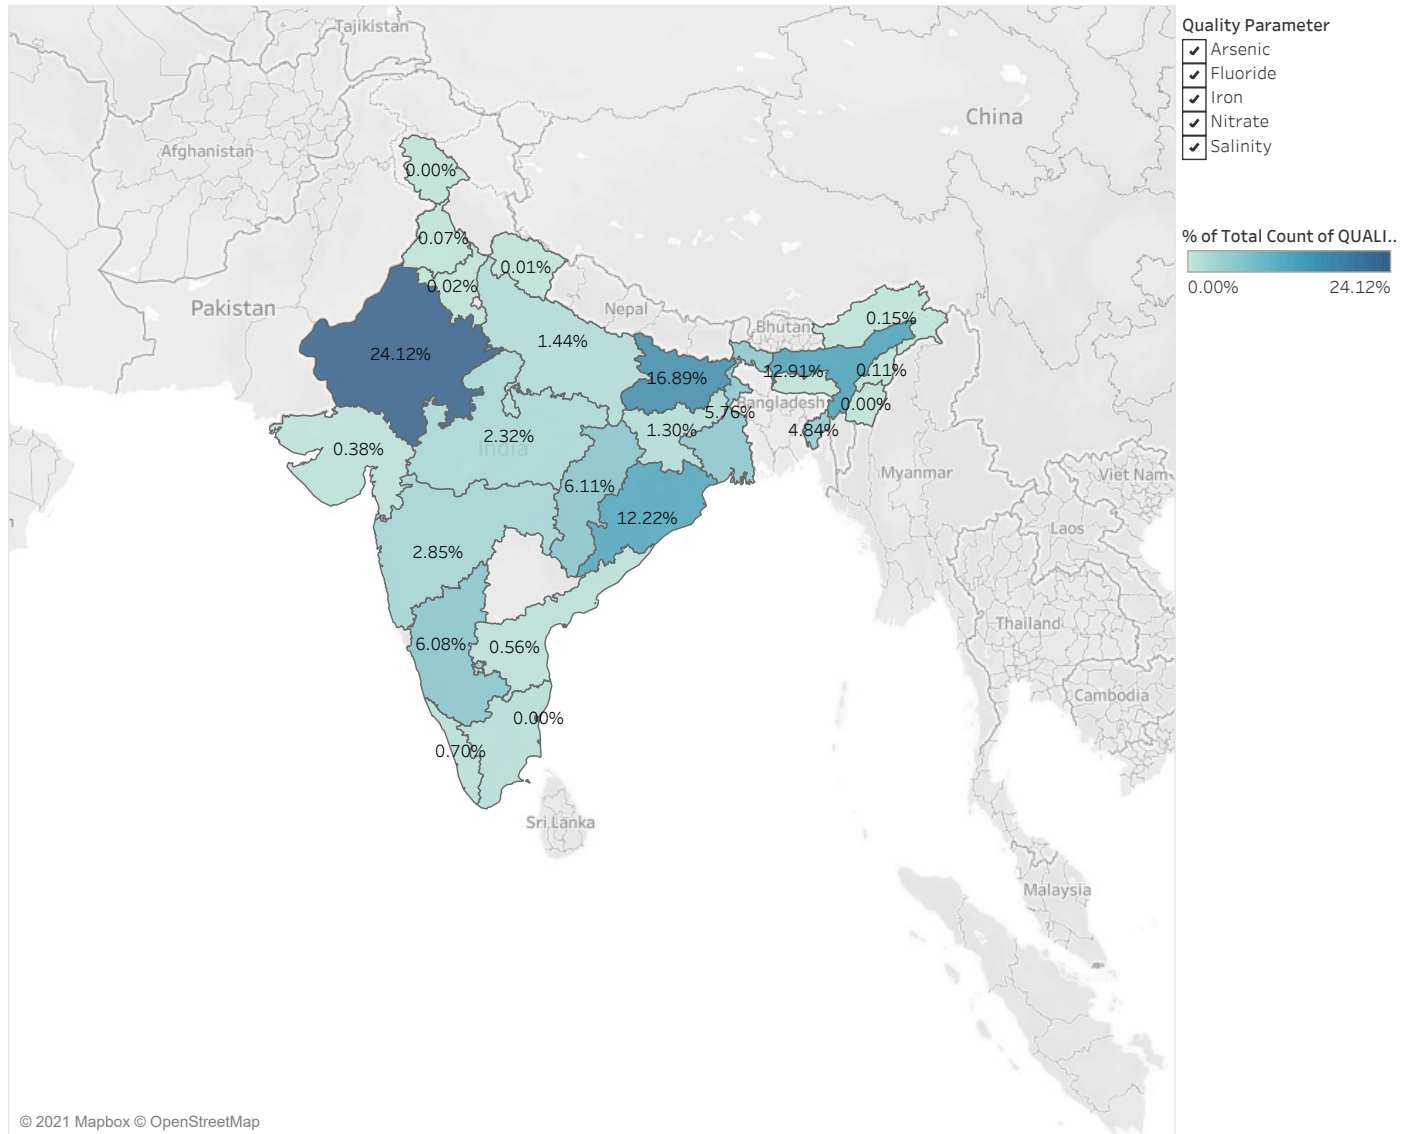 Tajikistan
Quality Parameter
Arsenic
Fluoride
Iron
Nitrate
Salinity
China
Afghanistan
0.00%
0.07%
0.01%
0.02%
% of Total Count of QUALI..
0.00% 24.12%
Pakistan
Nepal
Bhutan
0.15%
1.44%
24.12%
16.89%
12.91%
0.11%
Bangladesh
0.00%
5.76%
1.30%
4.84%
2.32%
India
0.38%
Myanmar
Viet Nam
6.11%
12.22%
Laos
2.85%
Thailand
6.08%
0.56%
Cambodia
0.00%
0.70%
Sri Lanka
Malaysia
© 2021 Mapbox © OpenStreetMap